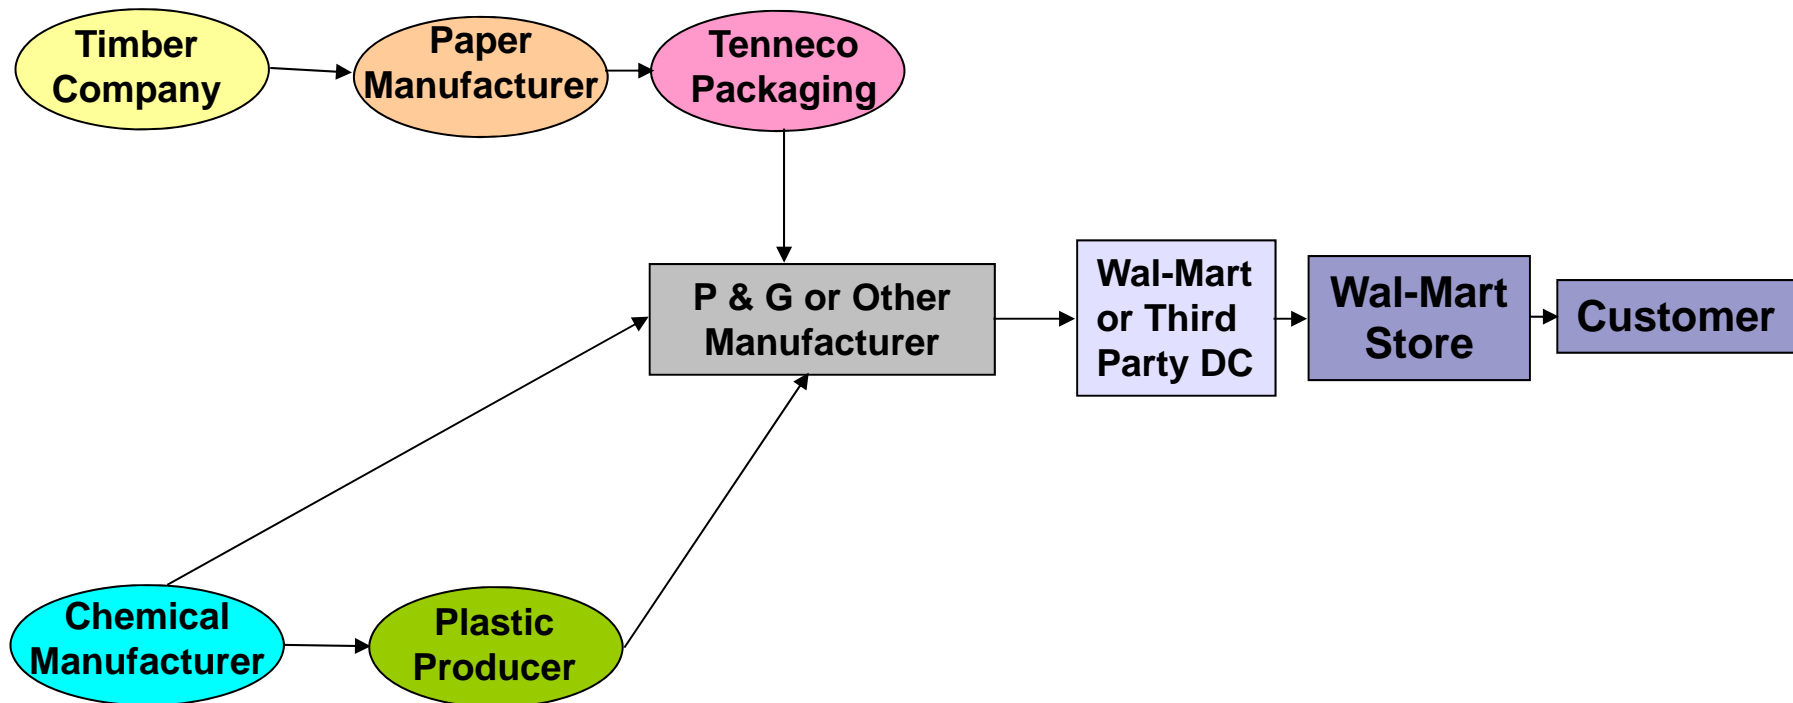 Timber
Company
Paper
Manufacturer
Tenneco
Packaging
P & G or Other
Manufacturer
Wal-Mart
or Third
Party DC
Wal-Mart
Store
Customer
Chemical
Manufacturer
Plastic
Producer